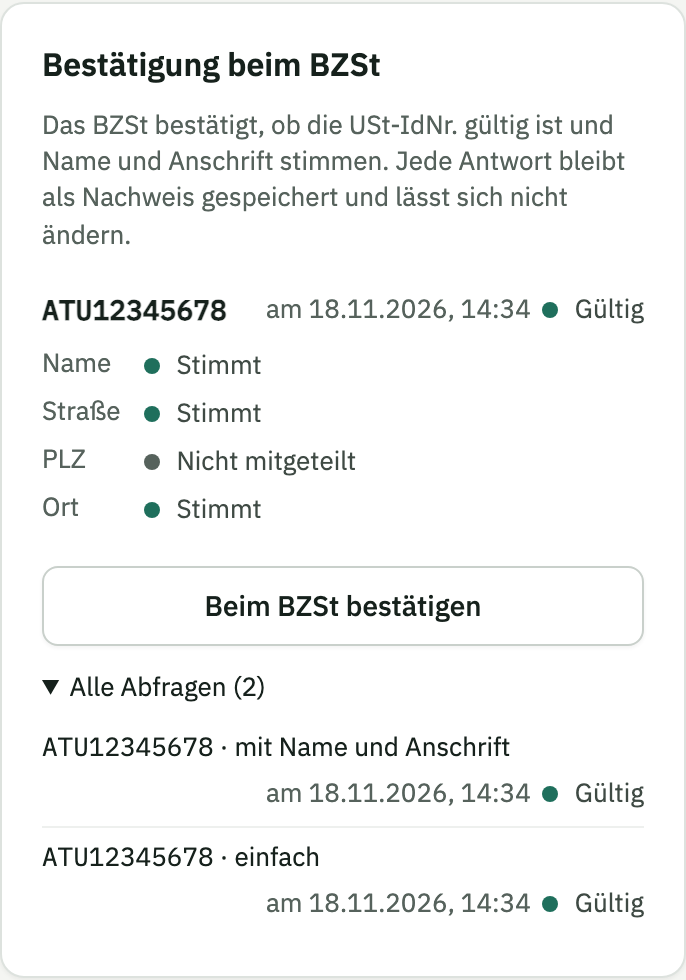 Bestätigung beim BZSt
Das BZSt bestätigt, ob die USt-IdNr. gültig ist und
Name und Anschrift stimmen. Jede Antwort bleibt
als Nachweis gespeichert und lässt sich nicht
ändern.
ATU12345678 am 18.11.2026, 14:34 Gültig
Name Stimmt
Straße Stimmt
PLZ Nicht mitgeteilt
Ort Stimmt
Beim BZSt bestätigen
▼ Alle Abfragen (2)
ATU12345678 · mit Name und Anschrift
am 18.11.2026, 14:34 Gültig
ATU12345678 · einfach
am 18.11.2026, 14:34 Gültig